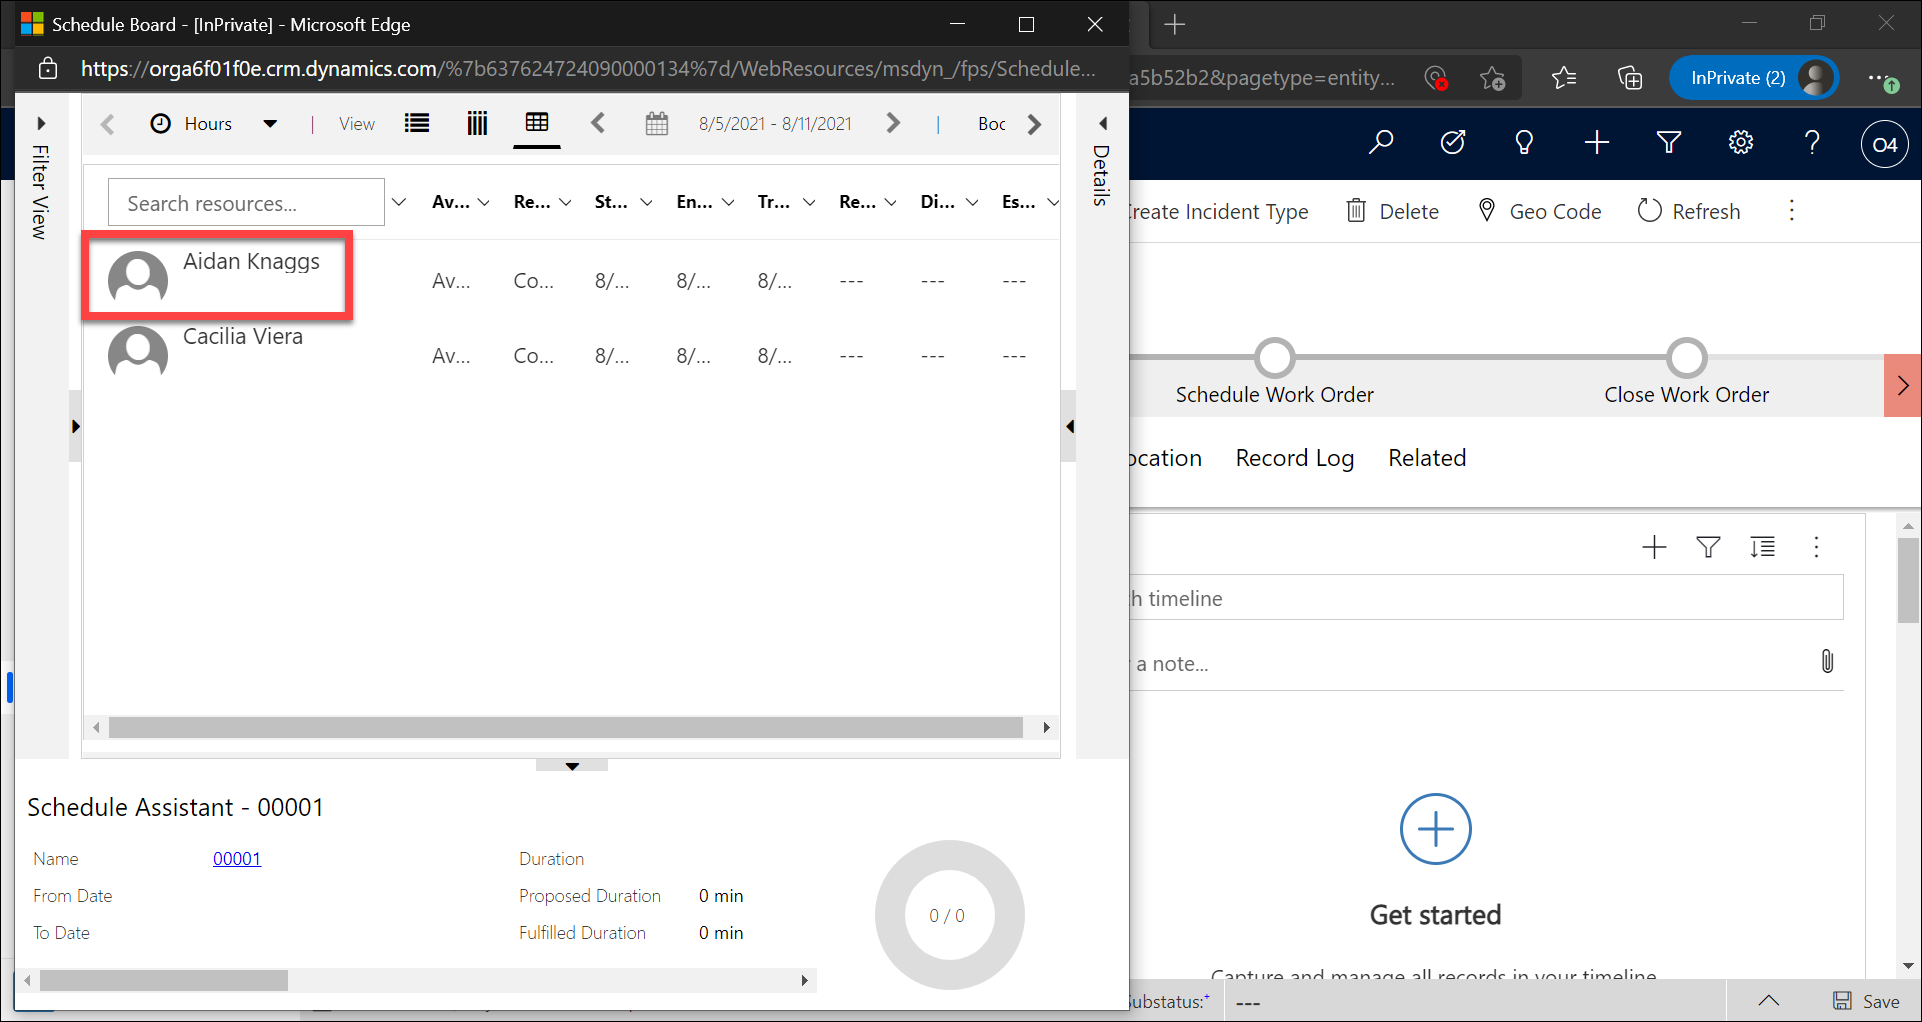 Schedule Board - [InPrivate] - Microsoft Edge
https://orga6f01f0e.crm.dynamics.com/%7b637624724090000134%7d/WebResources/msdyn_/fps/Schedule...
a5b52b2&pagetype=entity...
InPrivate (2)
Filter View
Hours
View
8/5/2021 - 8/11/2021
Boc
Details
O4
Search resources...
Av...
Re...
St...
En...
Tr...
Re...
Di...
Es...
reate Incident Type
Delete
Geo Code
Refresh
Aidan Knaggs
Av...
Co...
8/...
8/...
8/...
---
---
---
Cacilia Viera
Av...
Co...
8/...
8/...
8/...
---
---
---
Schedule Work Order
Close Work Order
ocation
Record Log
Related
h timeline
a note...
Get started
Capture and manage all records in your timeline
Schedule Assistant - 00001
Name
00001
Duration
From Date
Proposed Duration
0 min
To Date
Fulfilled Duration
0 min
0 / 0
ubstatus:+
---
Save